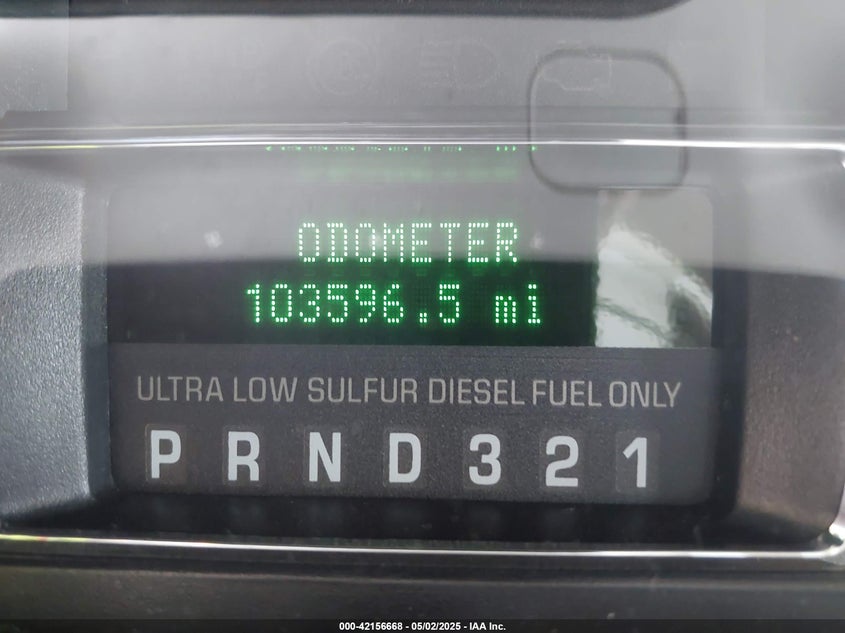 ODOMETER
103596.5 mi
ULTRA LOW SULFUR DIESEL FUEL ONLY
P R N D 3 2 1
000-42156668 - 05/02/2025 - IAA Inc.